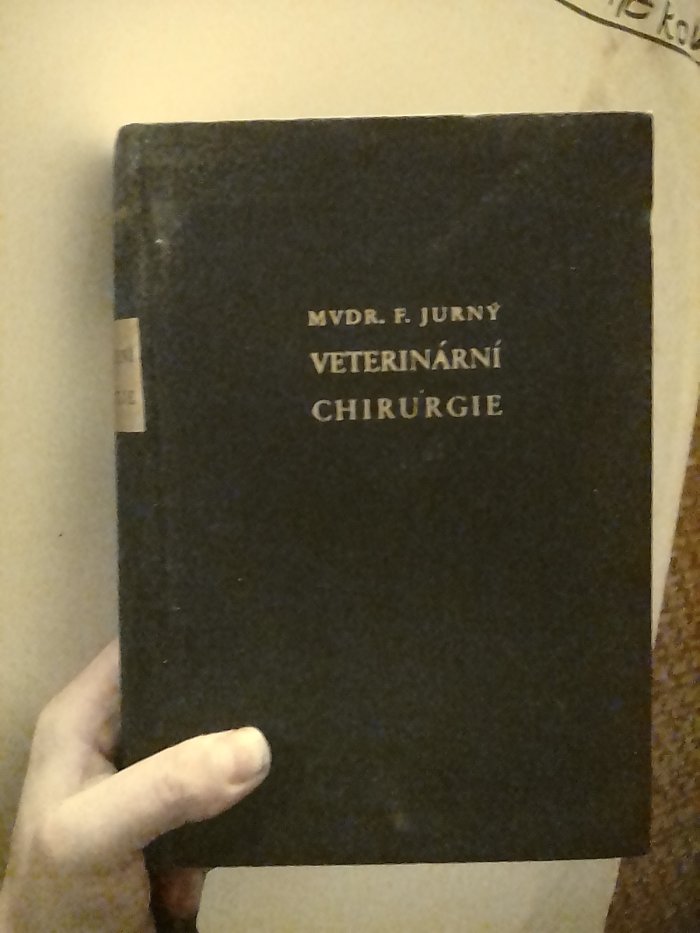 MVDR. F. JURNÝ
VETERINÁRNÍ
CHIRURGIE